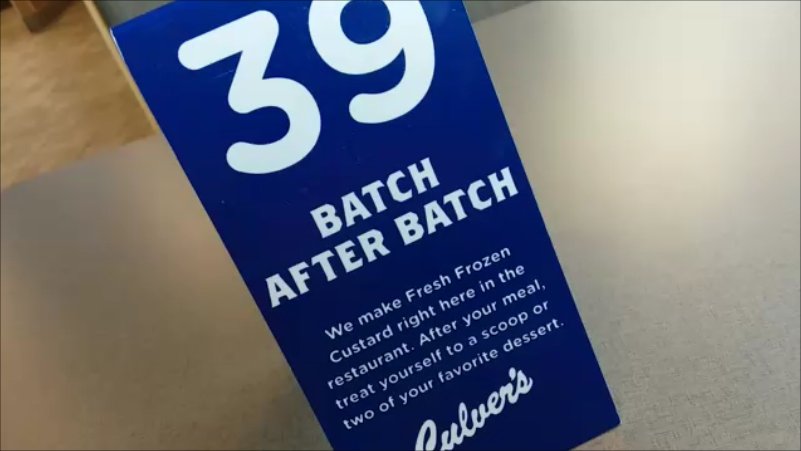 39
BATCH
AFTER BATCH
We make Fresh Frozen
Custard right here in the
restaurant. After your meal,
treat yourself to a scoop or
two of your favorite dessert.
Culver's